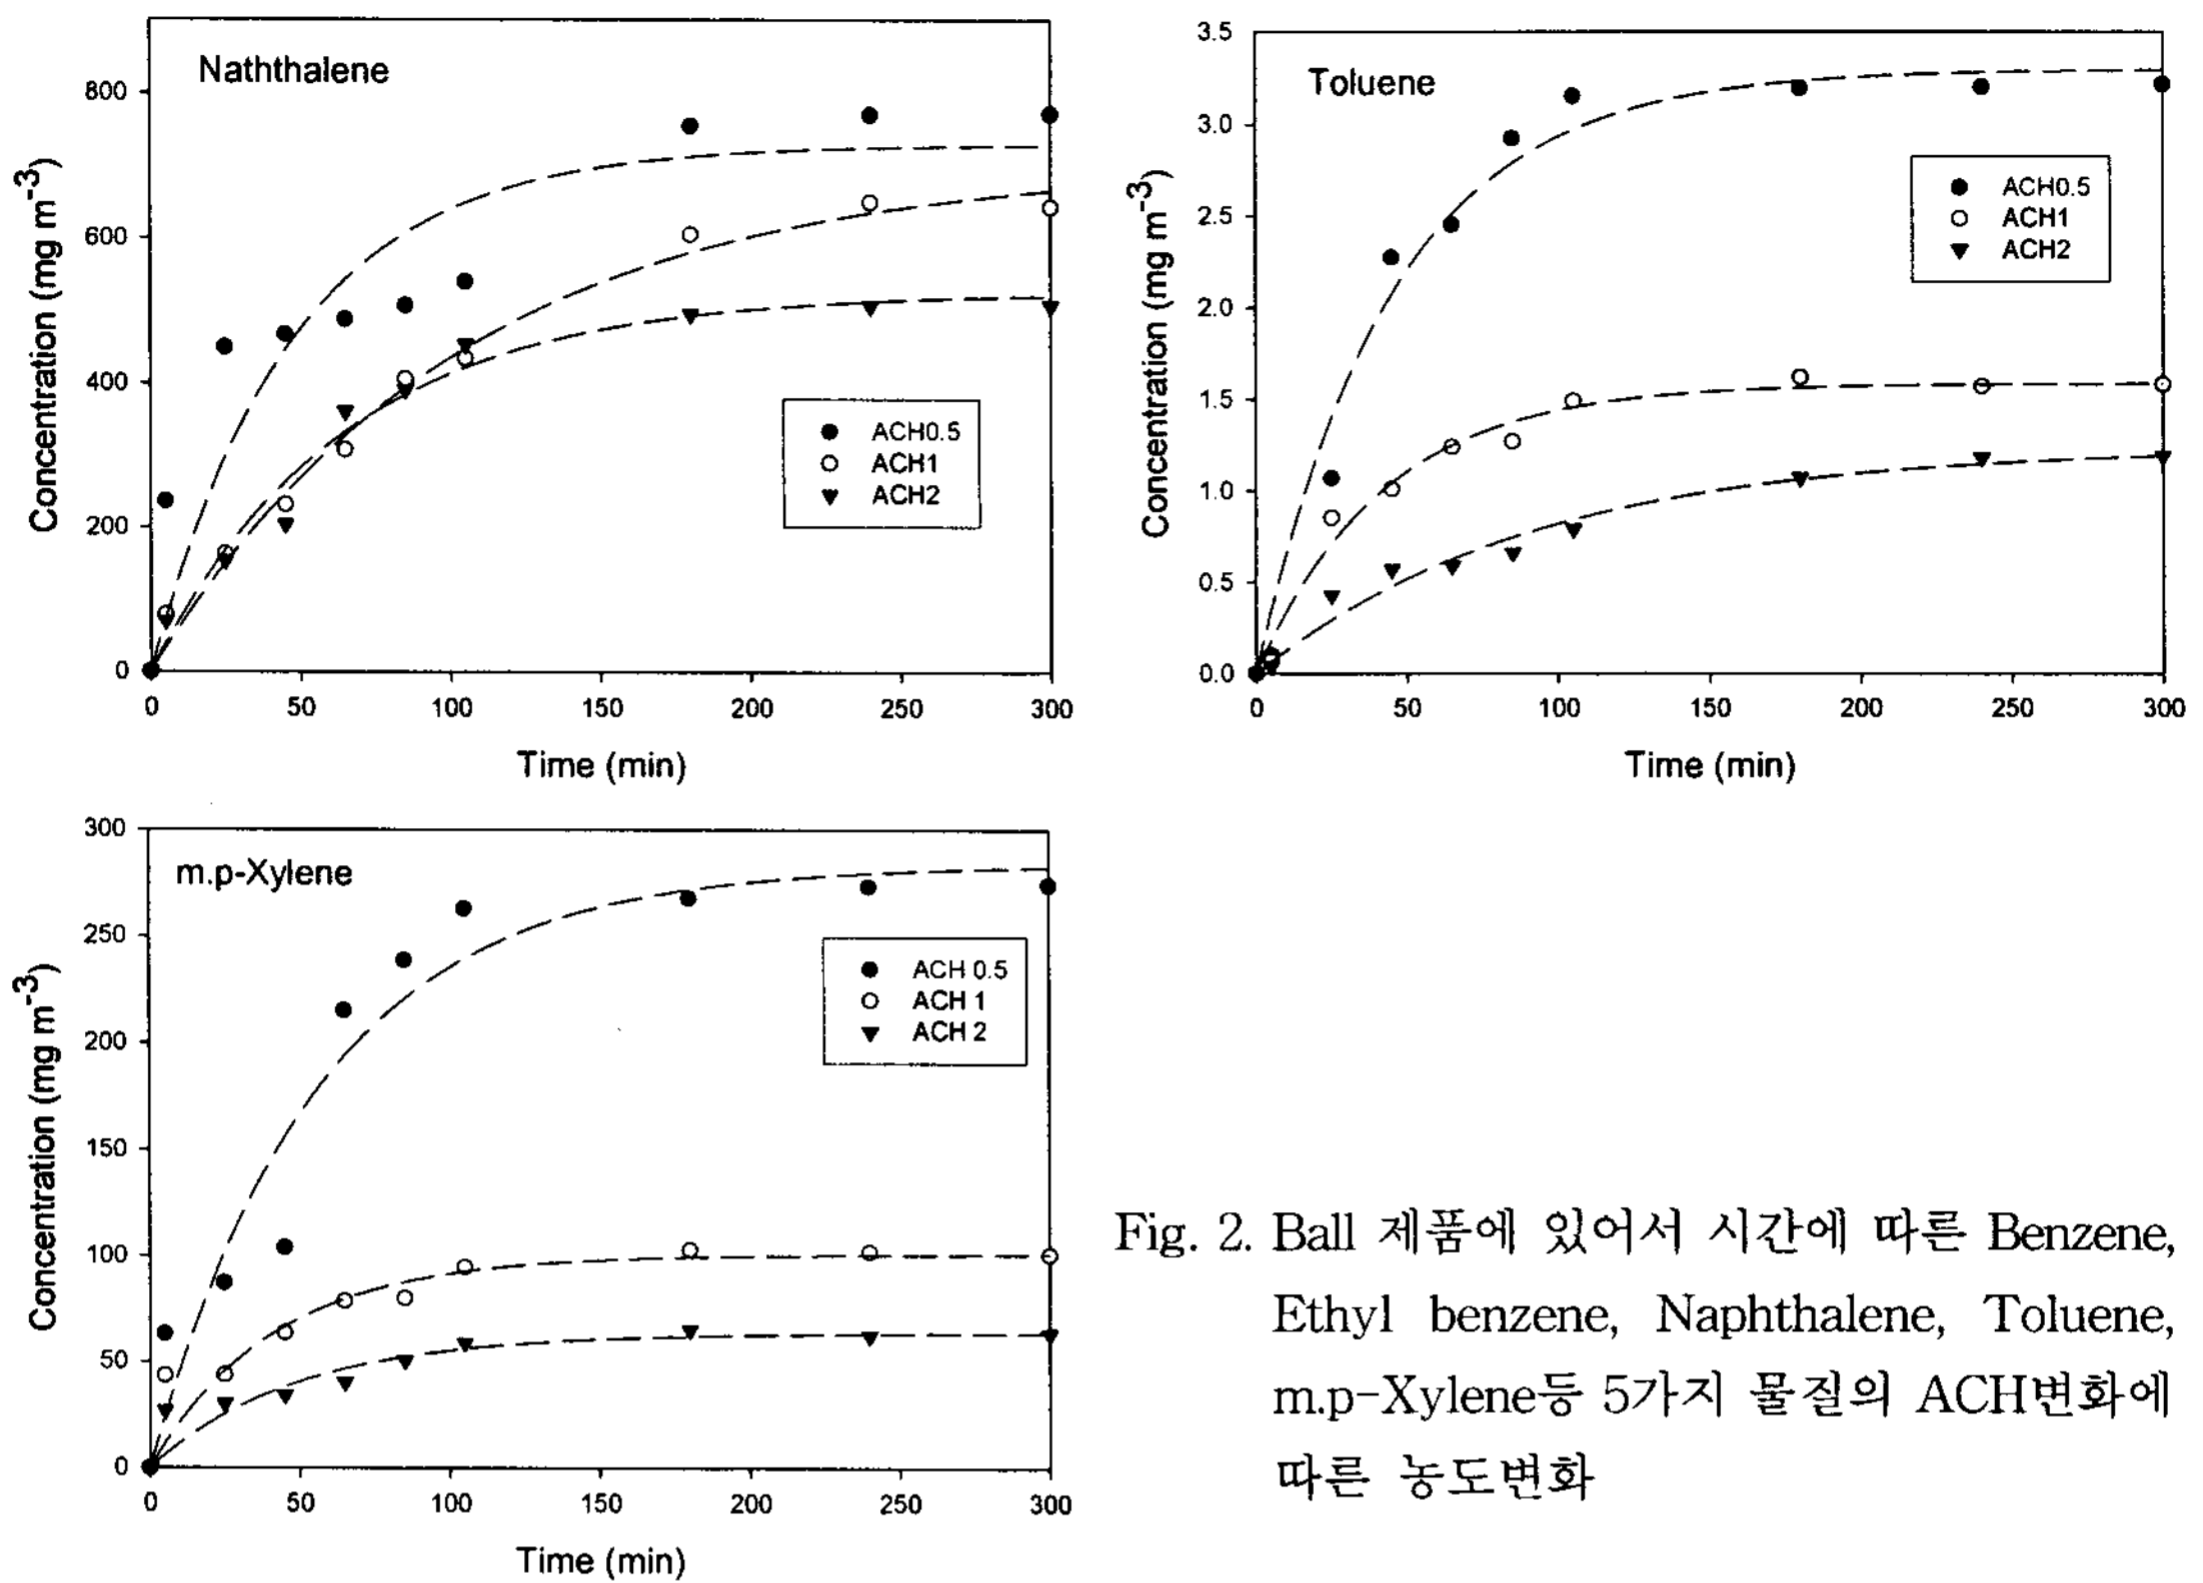 Naththalene
Concentration (mg m-3)
800
600
400
200
0
0 50 100 150 200 250 300
Time (min)
ACH0.5
ACH1
ACH2
Toluene
Concentration (mg m-3)
3.5
3.0
2.5
2.0
1.5
1.0
0.5
0.0
0 50 100 150 200 250 300
Time (min)
ACH0.5
ACH1
ACH2
m.p-Xylene
Concentration (mg m-3)
300
250
200
150
100
50
0
0 50 100 150 200 250 300
Time (min)
ACH 0.5
ACH 1
ACH 2
Fig. 2. Ball 제품에 있어서 시간에 따른 Benzene,
Ethyl benzene, Naphthalene, Toluene,
m.p-Xylene등 5가지 물질의 ACH변화에
따른 농도변화